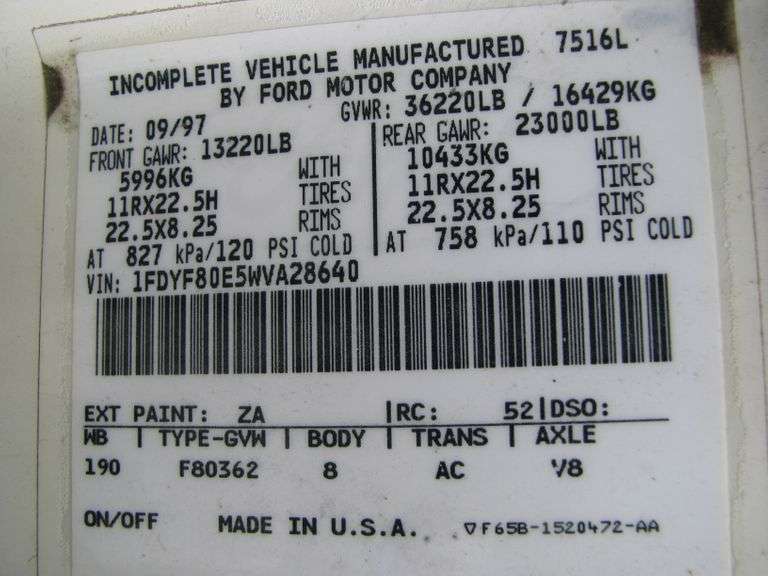 INCOMPLETE VEHICLE MANUFACTURED 7516L
BY FORD MOTOR COMPANY
GVWR: 36220LB / 16429KG
DATE: 09/97
FRONT GAWR: 13220LB
5996KG WITH
11RX22.5H TIRES
22.5X8.25 RIMS
AT 827 kPa/120 PSI COLD
REAR GAWR: 23000LB
10433KG WITH
11RX22.5H TIRES
22.5X8.25 RIMS
AT 758 kPa/110 PSI COLD
VIN: 1FDYF80E5WVA28640
EXT PAINT: ZA |RC: 52|DSO:
WB | TYPE-GVW | BODY | TRANS | AXLE
190 F80362 8 AC V8
ON/OFF MADE IN U.S.A. ▽F65B-1520472-AA